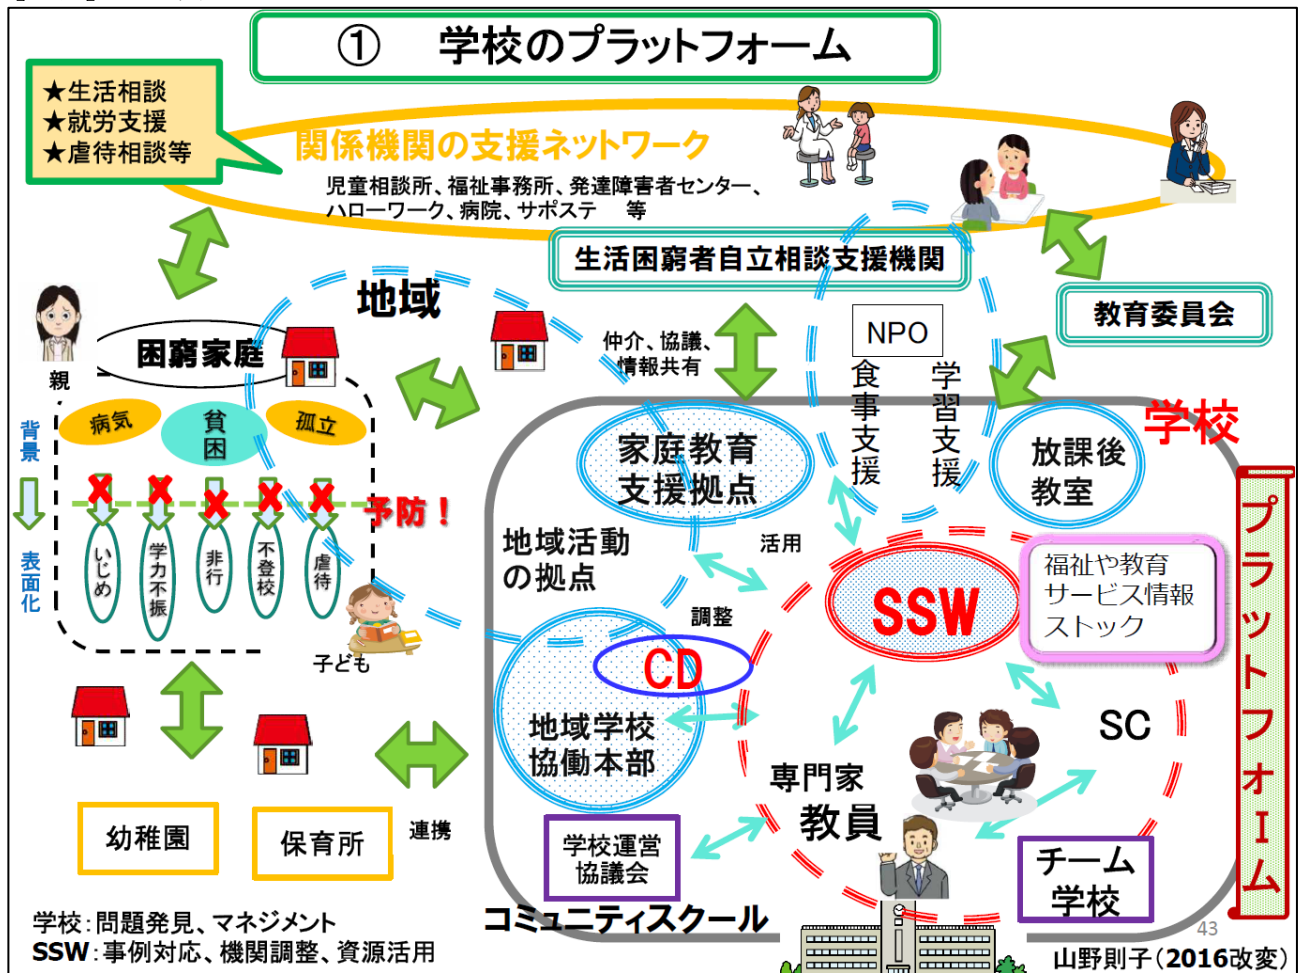 ① 学校のプラットフォーム
★生活相談
★就労支援
★虐待相談等
関係機関の支援ネットワーク
児童相談所、福祉事務所、発達障害者センター、
ハローワーク、病院、サポステ 等
生活困窮者自立相談支援機関
教育委員会
地域
親
困窮家庭
仲介、協議、
情報共有
NPO
食事支援
学習支援
学校
背景
表面化
病気
貧困
孤立
予防!
いじめ
学力不振
非行
不登校
虐待
子ども
家庭教育
支援拠点
放課後
教室
プラットフォーム
地域活動
の拠点
活用
調整
SSW
福祉や教育
サービス情報
ストック
CD
地域学校
協働本部
SC
専門家
教員
幼稚園
保育所
連携
学校運営
協議会
チーム
学校
コミュニティスクール
学校:問題発見、マネジメント
SSW:事例対応、機関調整、資源活用
43
山野則子(2016改変)